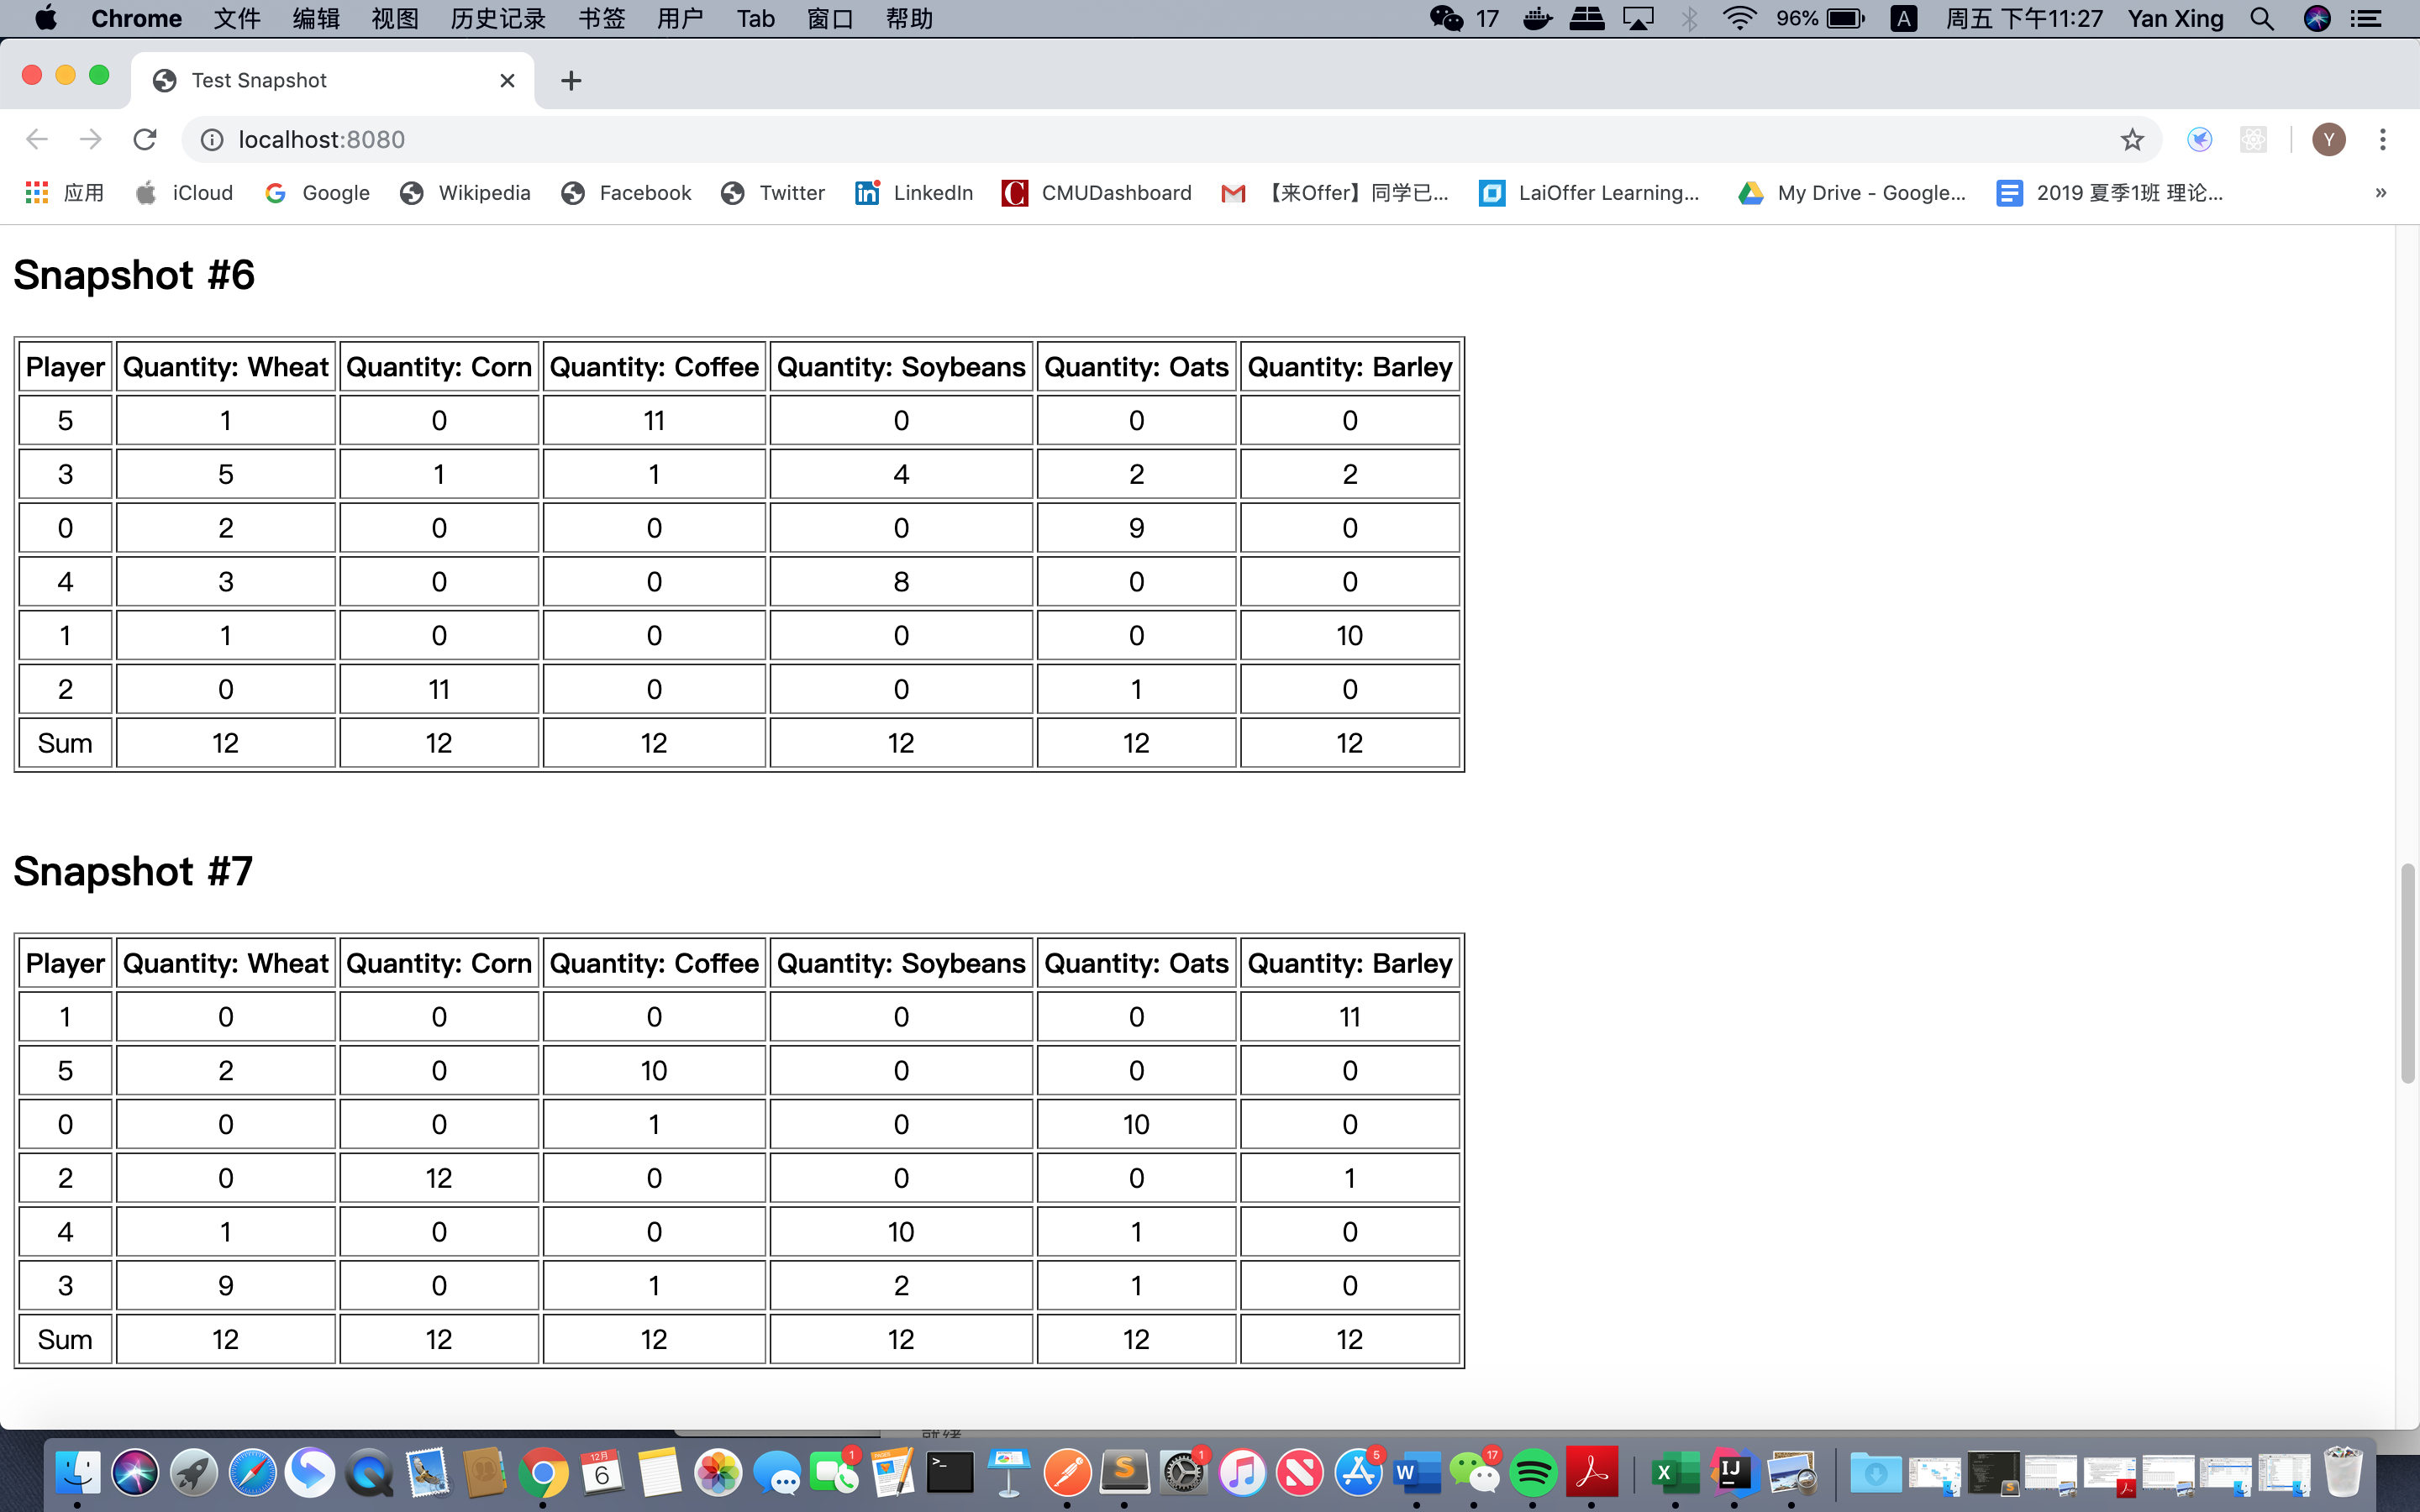 Chrome 文件 编辑 视图 历史记录 书签 用户 Tab 窗口 帮助 17 96% A 周五 下午11:27 Yan Xing
Test Snapshot
localhost:8080 Y
应用 iCloud Google Wikipedia Facebook Twitter LinkedIn CMUDashboard 【来Offer】同学已... LaiOffer Learning... My Drive - Google... 2019 夏季1班 理论... »
Snapshot #6
Player Quantity: Wheat Quantity: Corn Quantity: Coffee Quantity: Soybeans Quantity: Oats Quantity: Barley
5 1 0 11 0 0 0
3 5 1 1 4 2 2
0 2 0 0 0 9 0
4 3 0 0 8 0 0
1 1 0 0 0 0 10
2 0 11 0 0 1 0
Sum 12 12 12 12 12 12
Snapshot #7
Player Quantity: Wheat Quantity: Corn Quantity: Coffee Quantity: Soybeans Quantity: Oats Quantity: Barley
1 0 0 0 0 0 11
5 2 0 10 0 0 0
0 0 0 1 0 10 0
2 0 12 0 0 0 1
4 1 0 0 10 1 0
3 9 0 1 2 1 0
Sum 12 12 12 12 12 12
12月 6 1 1 5 17